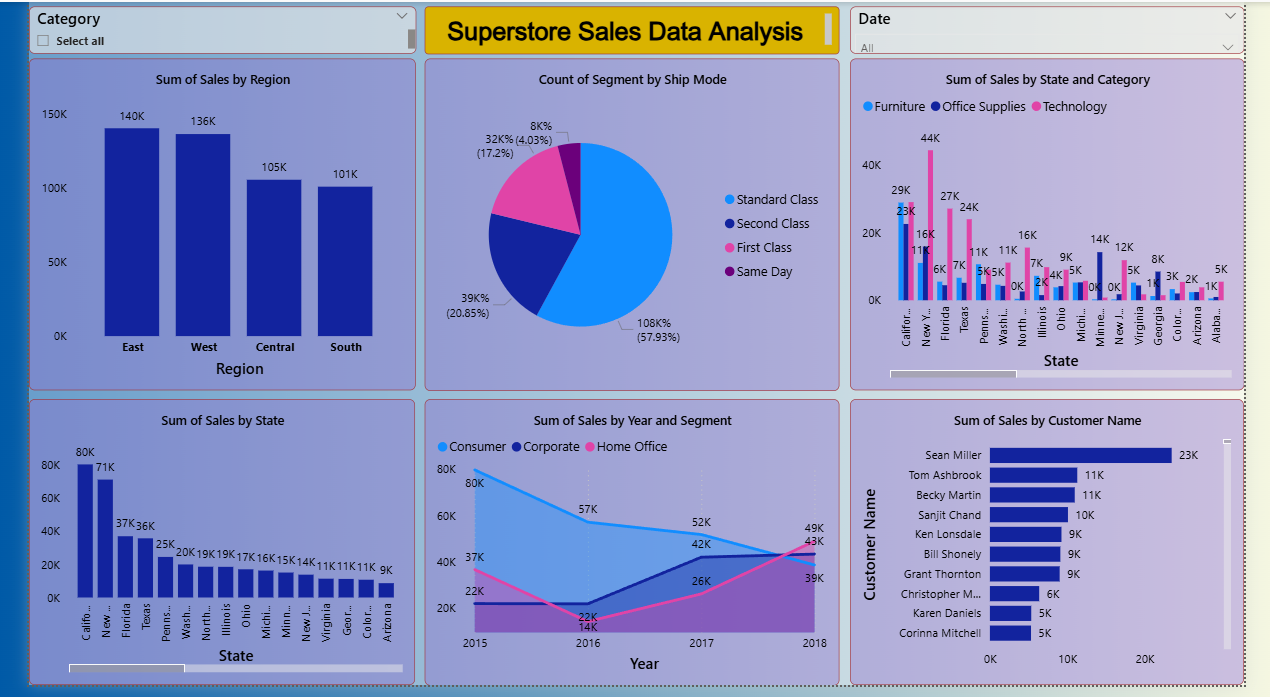 Category
Select all
Superstore Sales Data Analysis
Date
All
Sum of Sales by Region
150K
100K
50K
0K
140K
136K
105K
101K
East West Central South
Region
Count of Segment by Ship Mode
8K%
(4.03%)
32K%
(17.2%)
39K%
(20.85%)
108K%
(57.93%)
Standard Class
Second Class
First Class
Same Day
Sum of Sales by State and Category
Furniture Office Supplies Technology
40K
20K
0K
29K 23K 11K 16K 44K 6K 27K 7K 24K 11K 5K 5K 11K 0K 16K 7K 2K 4K 9K 5K 0K 14K 0K 12K 5K 1K 8K 3K 2K 1K 5K
Califor... New Y... Florida Texas Penns... Washi... North ... Illinois Ohio Michi... Minne... New J... Virginia Georgia Color... Arizona Alaba...
State
Sum of Sales by State
80K
60K
40K
20K
0K
80K 71K 37K 36K 25K 20K 19K 19K 17K 16K 15K 14K 11K 11K 11K 9K
Califo... New ... Florida Texas Penns... Wash... North... Illinois Ohio Michi... Minn... New J... Virginia Geor... Color... Arizona
State
Sum of Sales by Year and Segment
Consumer Corporate Home Office
80K
60K
40K
20K
80K 57K 52K 39K
22K 22K 42K 43K
37K 14K 26K 49K
2015 2016 2017 2018
Year
Sum of Sales by Customer Name
Customer Name
Sean Miller 23K
Tom Ashbrook 11K
Becky Martin 11K
Sanjit Chand 10K
Ken Lonsdale 9K
Bill Shonely 9K
Grant Thornton 9K
Christopher M... 6K
Karen Daniels 5K
Corinna Mitchell 5K
0K 10K 20K